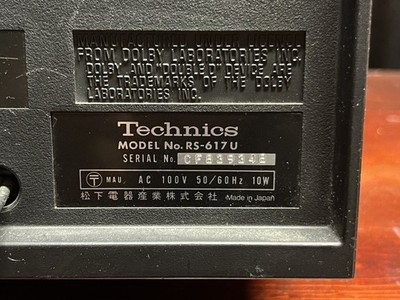 FROM DOLBY LABORATORIES INC.
DOLBY AND "DOUBLE D" DEVICE ARE
THE TRADEMARKS OF THE DOLBY
LABORATORIES INC
Technics
MODEL No. RS-617U
SERIAL No.
〒 MAU. AC 100V 50/60Hz 10W
松下電器産業株式会社 Made in Japan